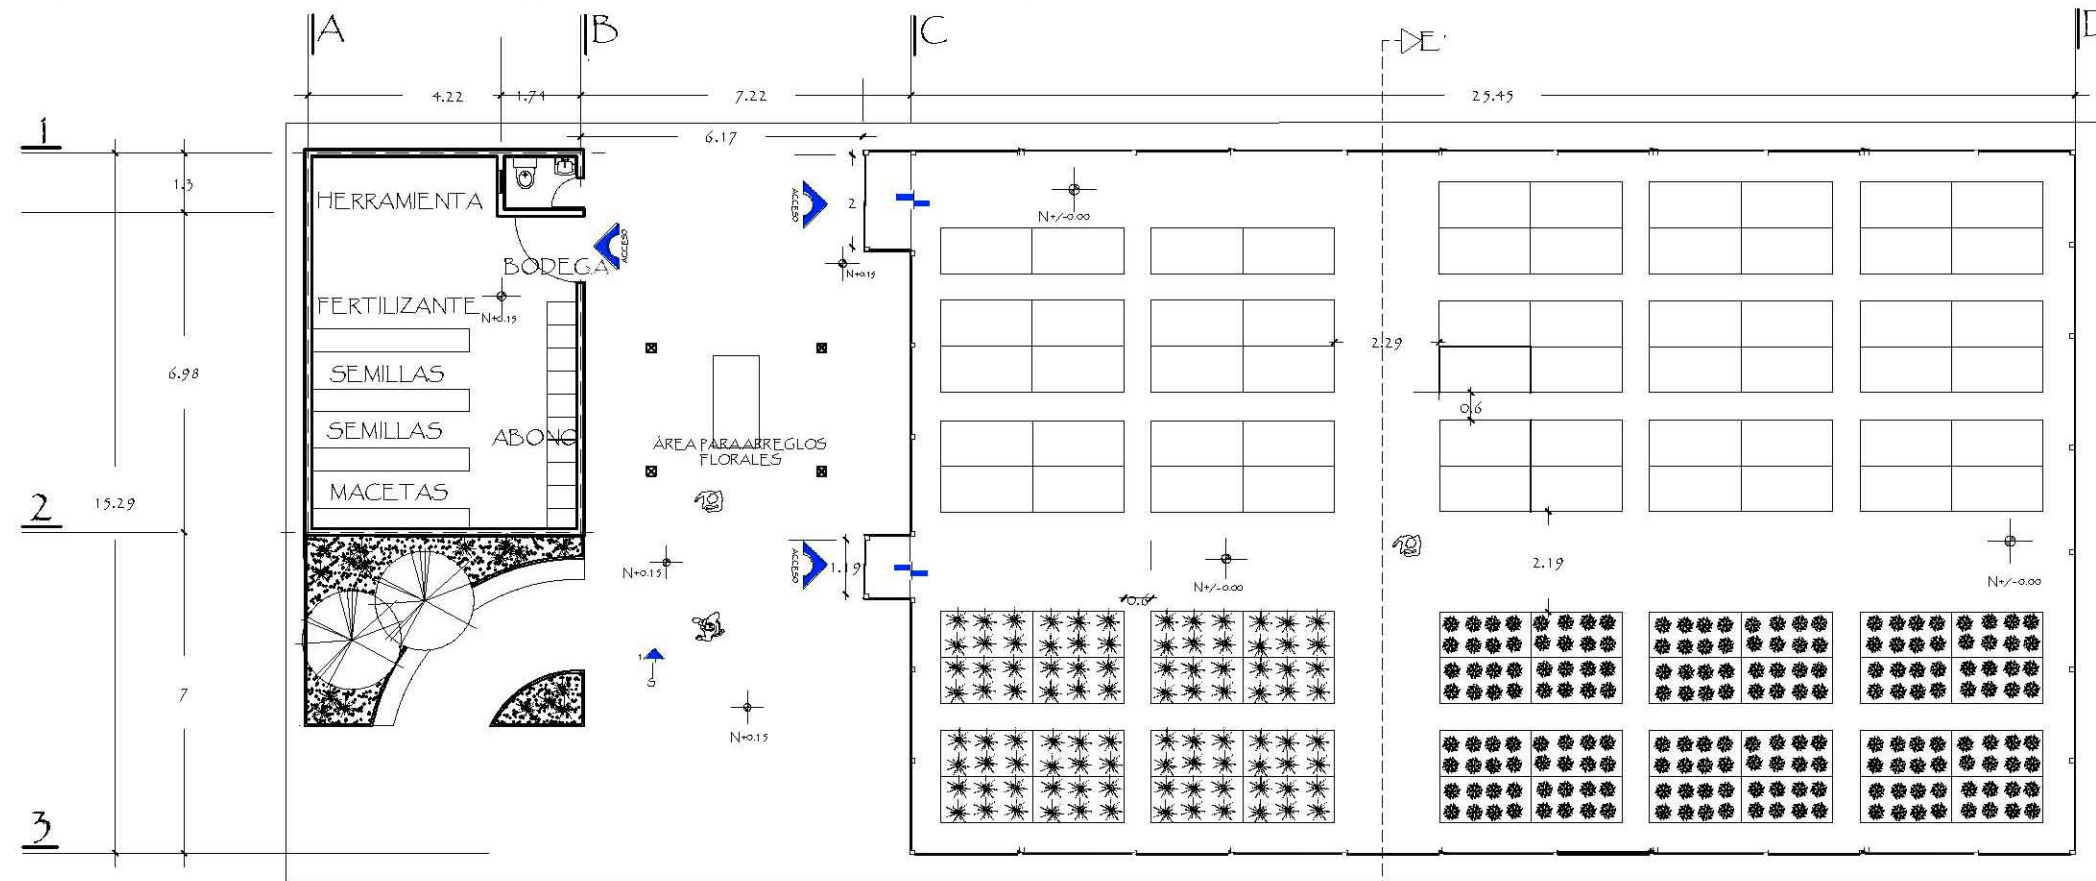 A
B
C
E'
4.22
1.74
7.22
25.45
6.17
1
1.3
HERRAMIENTA
ACCESO
2
N+/-0.00
ACCESO
BODEGA
N+0.15
FERTILIZANTE
N+0.15
2.29
6.98
SEMILLAS
0.6
SEMILLAS
ABONO
ÁREA PARA ARREGLOS
FLORALES
MACETAS
2
15.29
ACCESO
1.19
2.19
N+0.15
N+/-0.00
N+/-0.00
0.6
S
7
N+0.15
3